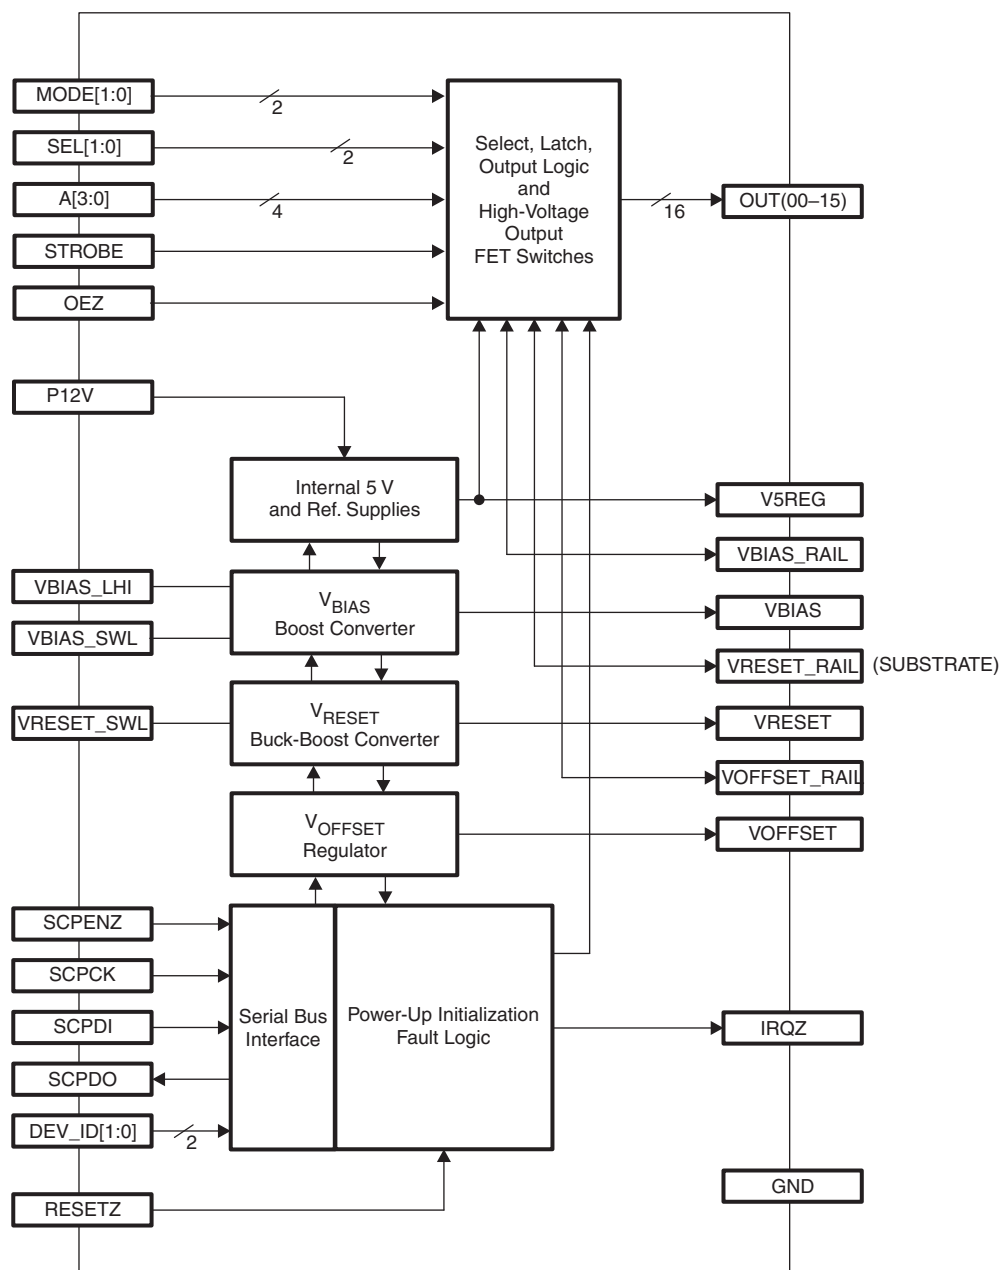 MODE[1:0]
2
SEL[1:0]
2
A[3:0]
4
STROBE
OEZ
Select, Latch,
Output Logic
and
High-Voltage
Output
FET Switches
16
OUT(00–15)
P12V
Internal 5 V
and Ref. Supplies
V5REG
VBIAS_RAIL
VBIAS_LHI
VBIAS_SWL
VBIAS
Boost Converter
VBIAS
VRESET_RAIL (SUBSTRATE)
VRESET_SWL
VRESET
Buck-Boost Converter
VRESET
VOFFSET_RAIL
VOFFSET
Regulator
VOFFSET
SCPENZ
SCPCK
SCPDI
SCPDO
DEV_ID[1:0]
2
Serial Bus
Interface
Power-Up Initialization
Fault Logic
IRQZ
GND
RESETZ